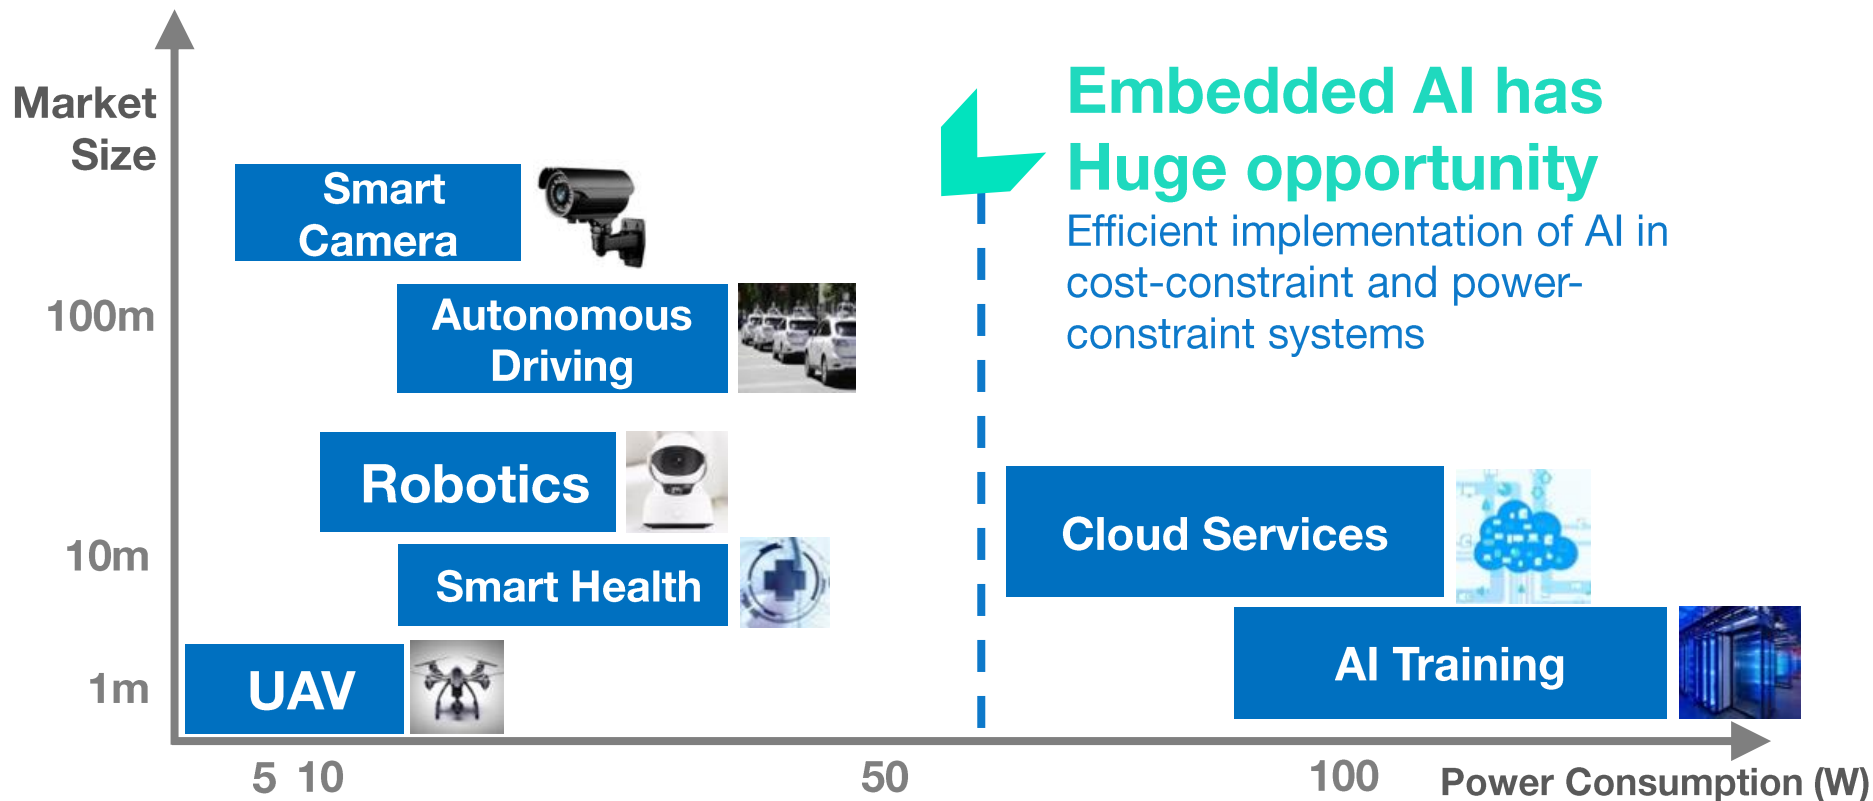 Market
Size
Embedded AI has
Huge opportunity
Efficient implementation of AI in
cost-constraint and power-
constraint systems
Smart
Camera
100m
Autonomous
Driving
Robotics
10m
Smart Health
Cloud Services
1m
UAV
AI Training
5 10 50 100 Power Consumption (W)